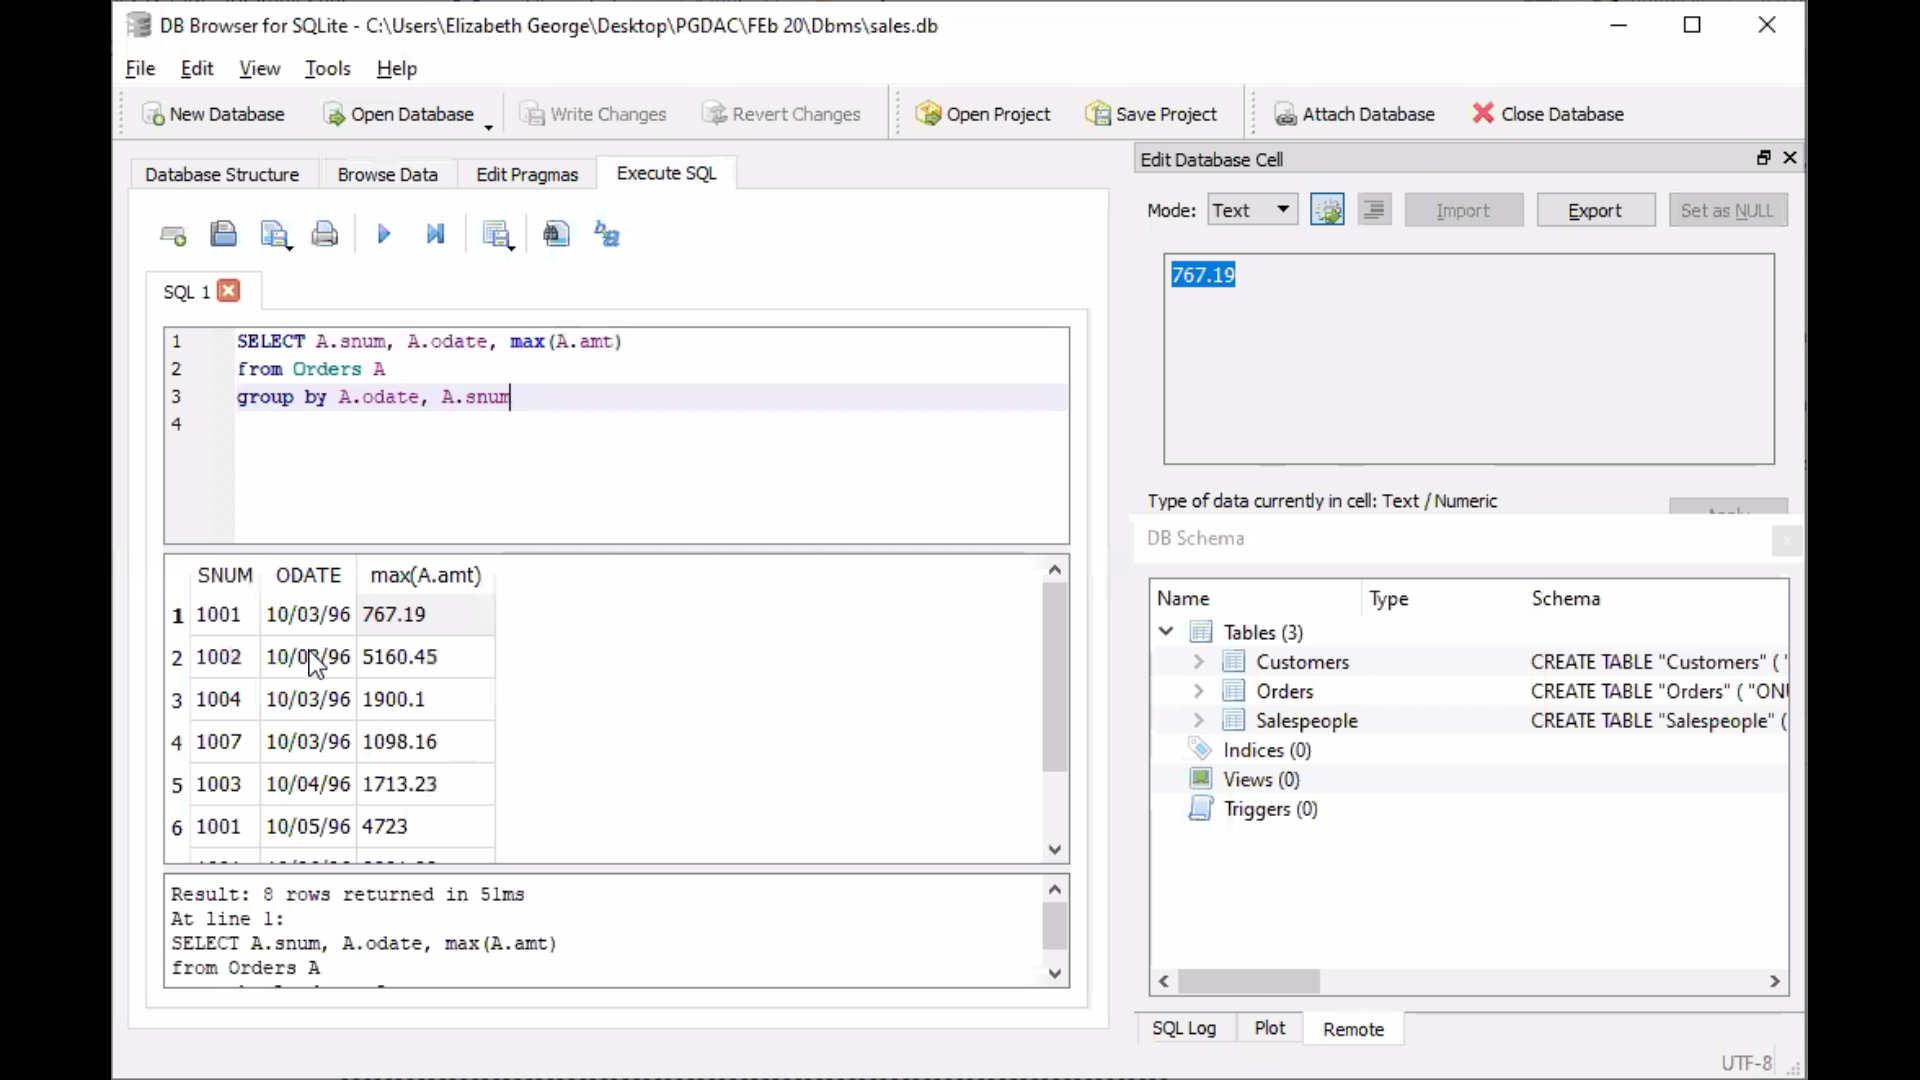 DB Browser for SQLite - C:\Users\Elizabeth George\Desktop\PGDAC\FEb 20\Dbms\sales.db
File Edit View Tools Help
New Database Open Database Write Changes Revert Changes Open Project Save Project Attach Database Close Database
Database Structure Browse Data Edit Pragmas Execute SQL
SQL 1
1 SELECT A.snum, A.odate, max(A.amt)
2 from Orders A
3 group by A.odate, A.snum
4
SNUM ODATE max(A.amt)
1 1001 10/03/96 767.19
2 1002 10/03/96 5160.45
3 1004 10/03/96 1900.1
4 1007 10/03/96 1098.16
5 1003 10/04/96 1713.23
6 1001 10/05/96 4723
Result: 8 rows returned in 51ms
At line 1:
SELECT A.snum, A.odate, max(A.amt)
from Orders A
Edit Database Cell
Mode: Text Import Export Set as NULL
767.19
Type of data currently in cell: Text / Numeric
DB Schema
Name Type Schema
Tables (3)
Customers CREATE TABLE "Customers" ( "
Orders CREATE TABLE "Orders" ( "ONU
Salespeople CREATE TABLE "Salespeople" (
Indices (0)
Views (0)
Triggers (0)
SQL Log Plot Remote
UTF-8